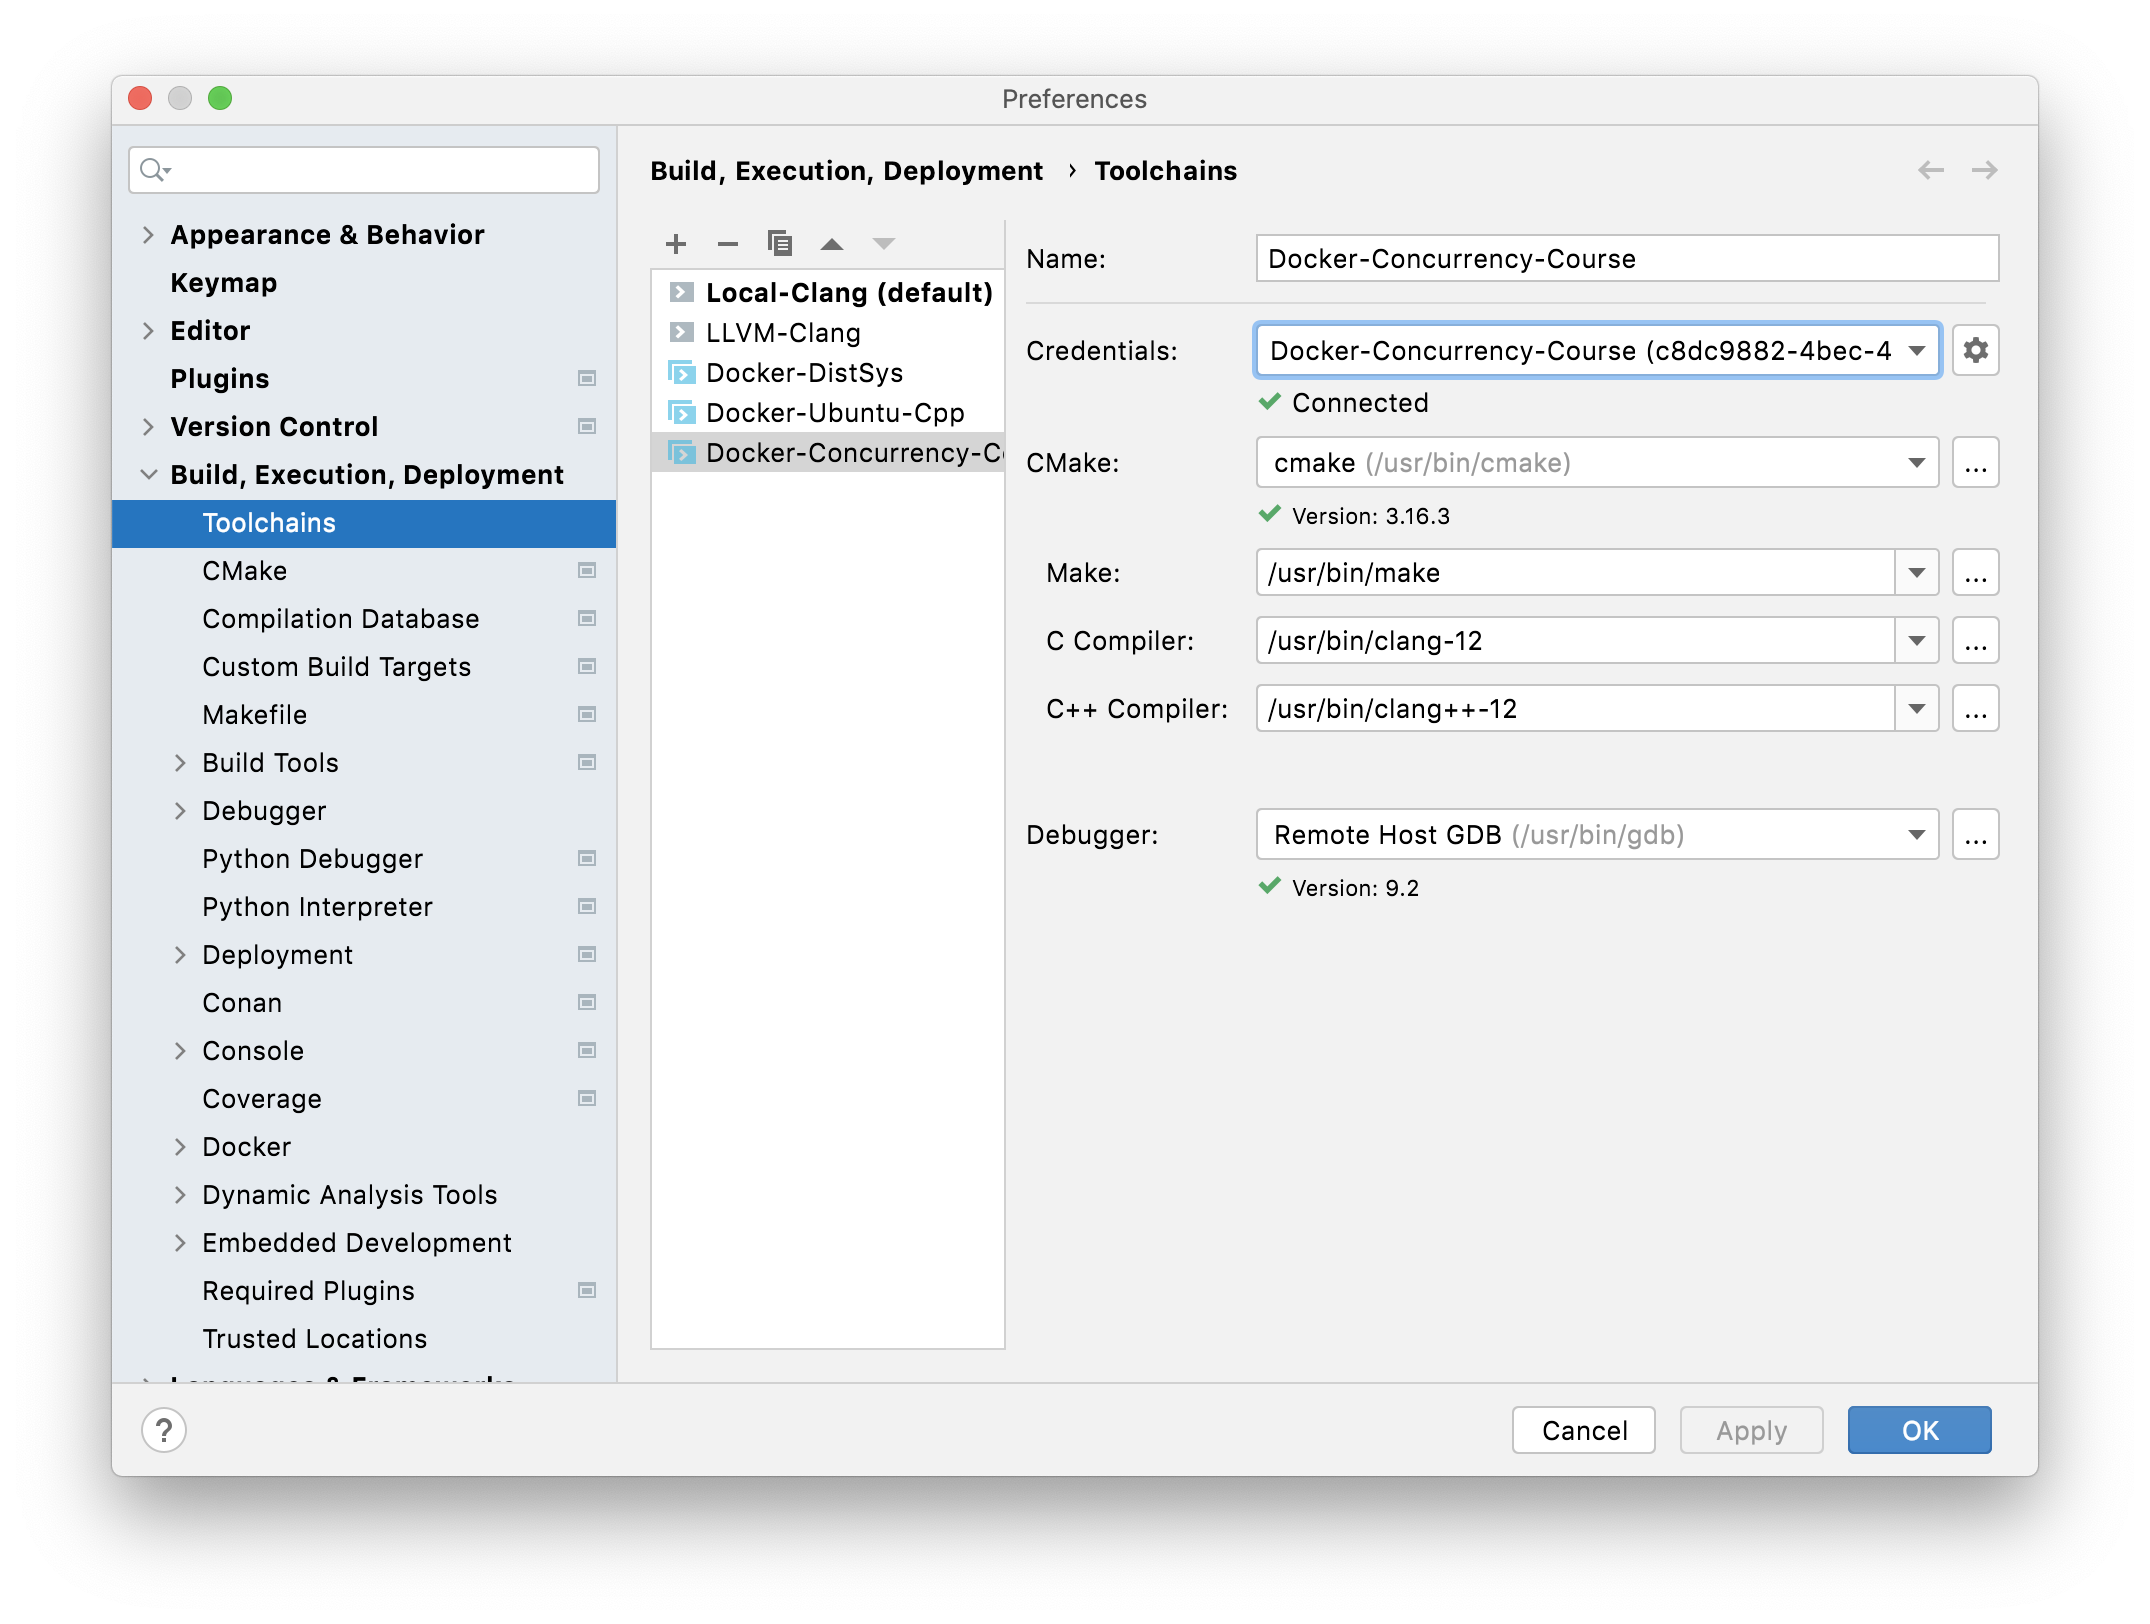 Preferences
Appearance & Behavior
Keymap
Editor
Plugins
Version Control
Build, Execution, Deployment
Toolchains
CMake
Compilation Database
Custom Build Targets
Makefile
Build Tools
Debugger
Python Debugger
Python Interpreter
Deployment
Conan
Console
Coverage
Docker
Dynamic Analysis Tools
Embedded Development
Required Plugins
Trusted Locations
Languages & Frameworks
Build, Execution, Deployment › Toolchains
Local-Clang (default)
LLVM-Clang
Docker-DistSys
Docker-Ubuntu-Cpp
Docker-Concurrency-C
Name: Docker-Concurrency-Course
Credentials: Docker-Concurrency-Course (c8dc9882-4bec-4
Connected
CMake: cmake (/usr/bin/cmake) ...
Version: 3.16.3
Make: /usr/bin/make ...
C Compiler: /usr/bin/clang-12 ...
C++ Compiler: /usr/bin/clang++-12 ...
Debugger: Remote Host GDB (/usr/bin/gdb) ...
Version: 9.2
? Cancel Apply OK